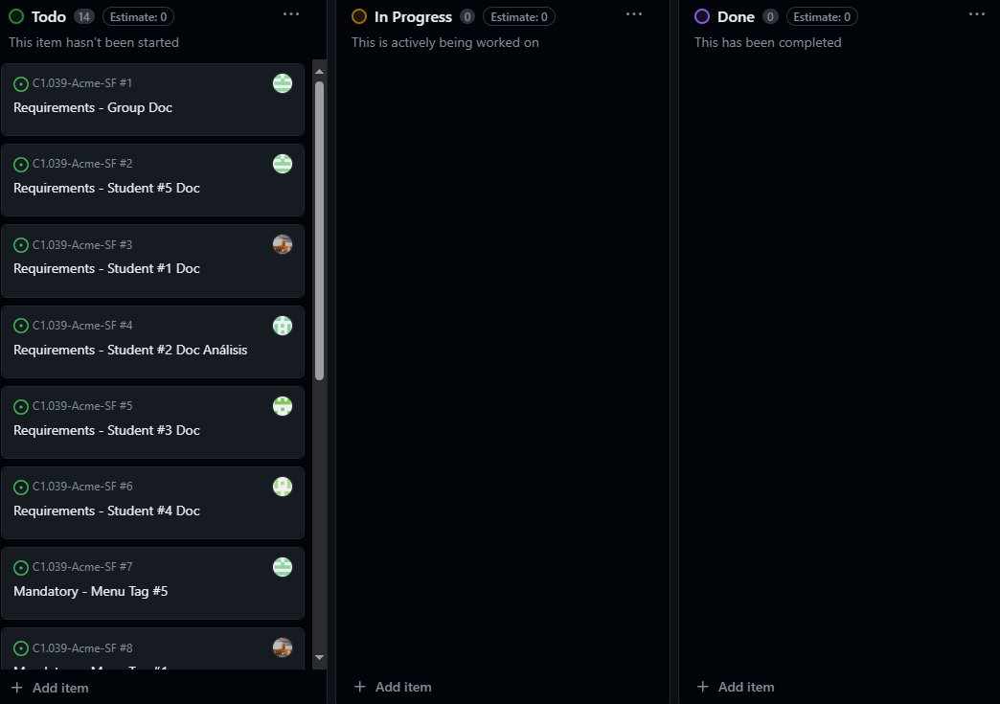 Todo 14 Estimate: 0
This item hasn't been started
C1.039-Acme-SF #1
Requirements - Group Doc
C1.039-Acme-SF #2
Requirements - Student #5 Doc
C1.039-Acme-SF #3
Requirements - Student #1 Doc
C1.039-Acme-SF #4
Requirements - Student #2 Doc Análisis
C1.039-Acme-SF #5
Requirements - Student #3 Doc
C1.039-Acme-SF #6
Requirements - Student #4 Doc
C1.039-Acme-SF #7
Mandatory - Menu Tag #5
C1.039-Acme-SF #8
Mandatory - Menu Tag #1
Add item
In Progress 0 Estimate: 0
This is actively being worked on
Add item
Done 0 Estimate: 0
This has been completed
Add item